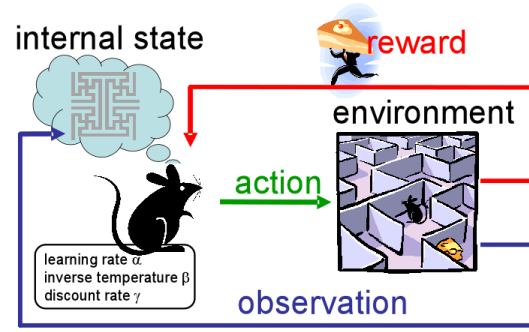 internal state
reward
environment
action
learning rate α
inverse temperature β
discount rate γ
observation